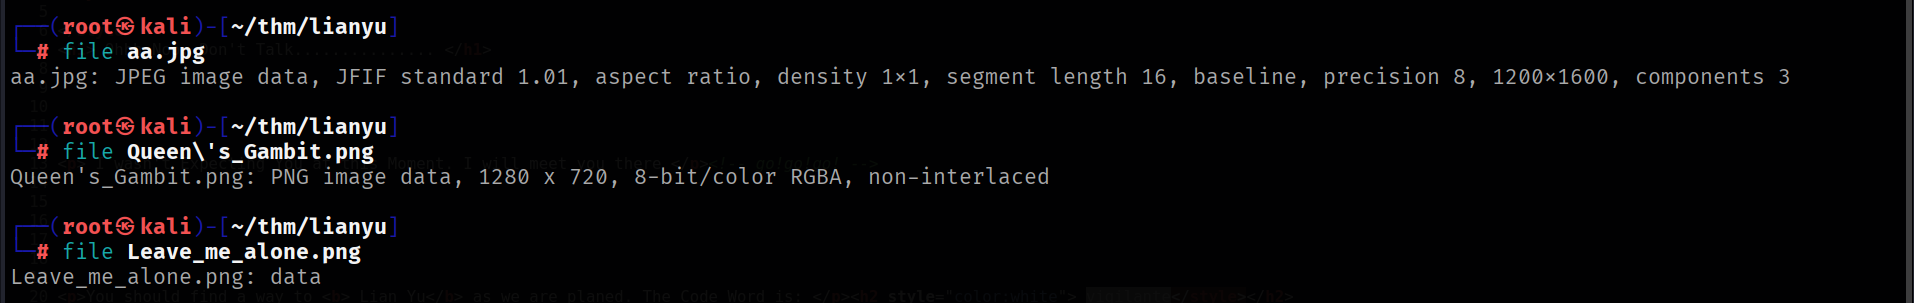 ┌──(root㉿kali)-[~/thm/lianyu]
└─# file aa.jpg
aa.jpg: JPEG image data, JFIF standard 1.01, aspect ratio, density 1×1, segment length 16, baseline, precision 8, 1200×1600, components 3
┌──(root㉿kali)-[~/thm/lianyu]
└─# file Queen\'s_Gambit.png
Queen's_Gambit.png: PNG image data, 1280 x 720, 8-bit/color RGBA, non-interlaced
┌──(root㉿kali)-[~/thm/lianyu]
└─# file Leave_me_alone.png
Leave_me_alone.png: data